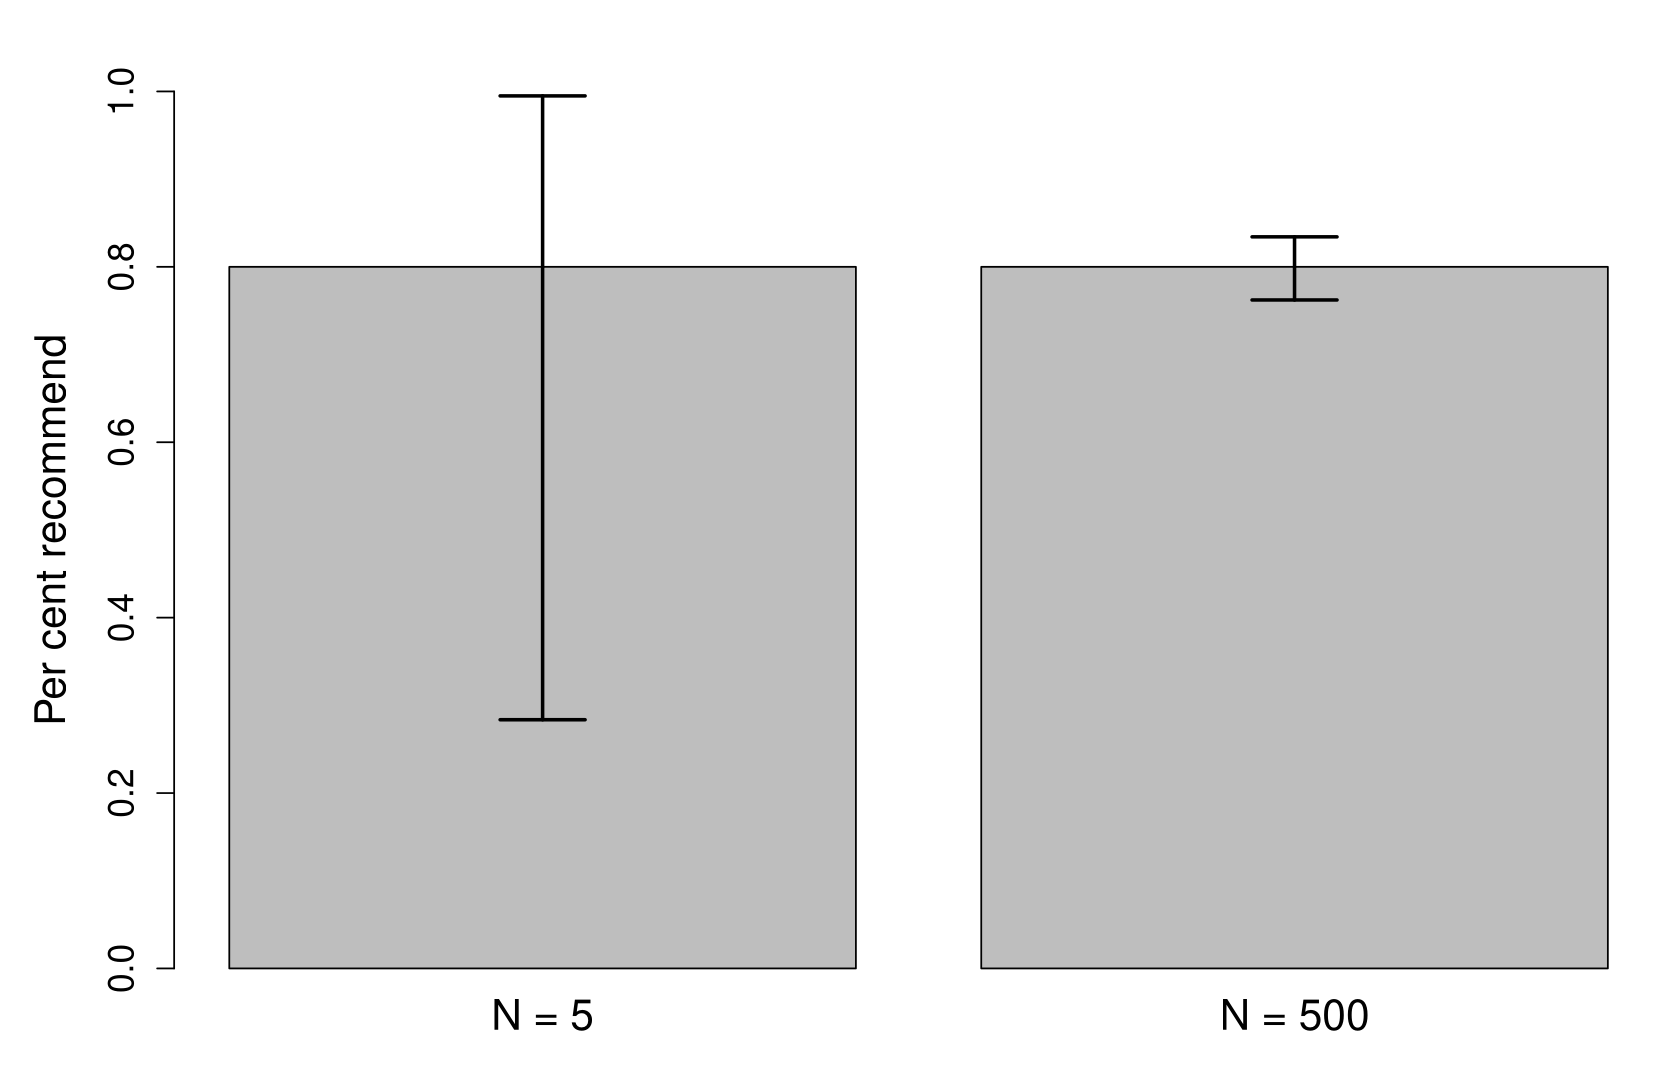 Per cent recommend
1.0
0.8
0.6
0.4
0.2
0.0
N = 5
N = 500